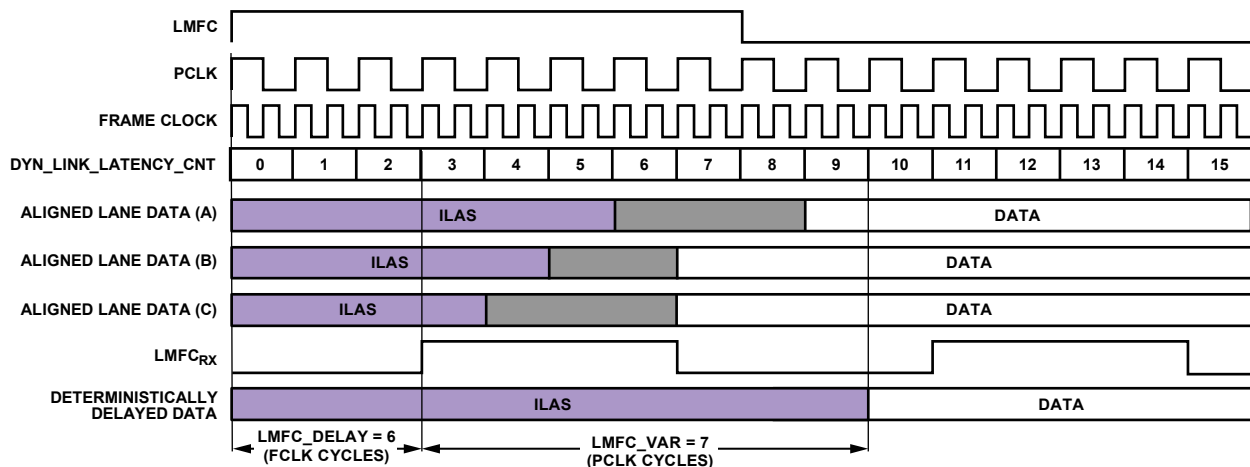 LMFC
PCLK
FRAME CLOCK
DYN_LINK_LATENCY_CNT 0 1 2 3 4 5 6 7 8 9 10 11 12 13 14 15
ALIGNED LANE DATA (A) ILAS DATA
ALIGNED LANE DATA (B) ILAS DATA
ALIGNED LANE DATA (C) ILAS DATA
LMFCRX
DETERMINISTICALLY
DELAYED DATA
ILAS DATA
LMFC_DELAY = 6
(FCLK CYCLES)
LMFC_VAR = 7
(PCLK CYCLES)